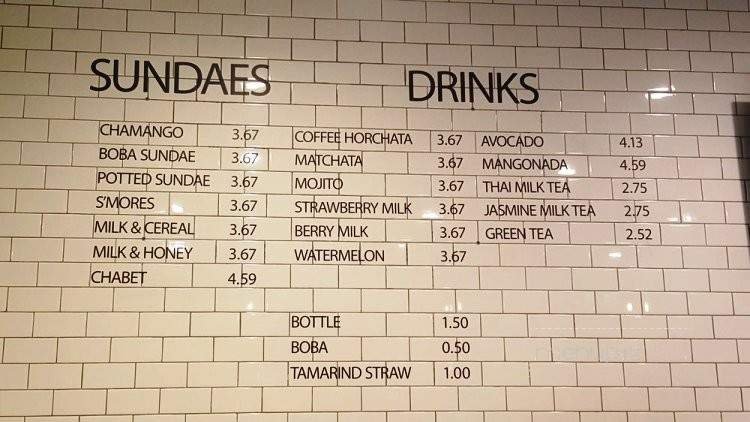 SUNDAES
CHAMANGO 3.67
BOBA SUNDAE 3.67
POTTED SUNDAE 3.67
S'MORES 3.67
MILK & CEREAL 3.67
MILK & HONEY 3.67
CHABET 4.59
DRINKS
COFFEE HORCHATA 3.67
MATCHATA 3.67
MOJITO 3.67
STRAWBERRY MILK 3.67
BERRY MILK 3.67
WATERMELON 3.67
AVOCADO 4.13
MANGONADA 4.59
THAI MILK TEA 2.75
JASMINE MILK TEA 2.75
GREEN TEA 2.52
BOTTLE 1.50
BOBA 0.50
TAMARIND STRAW 1.00